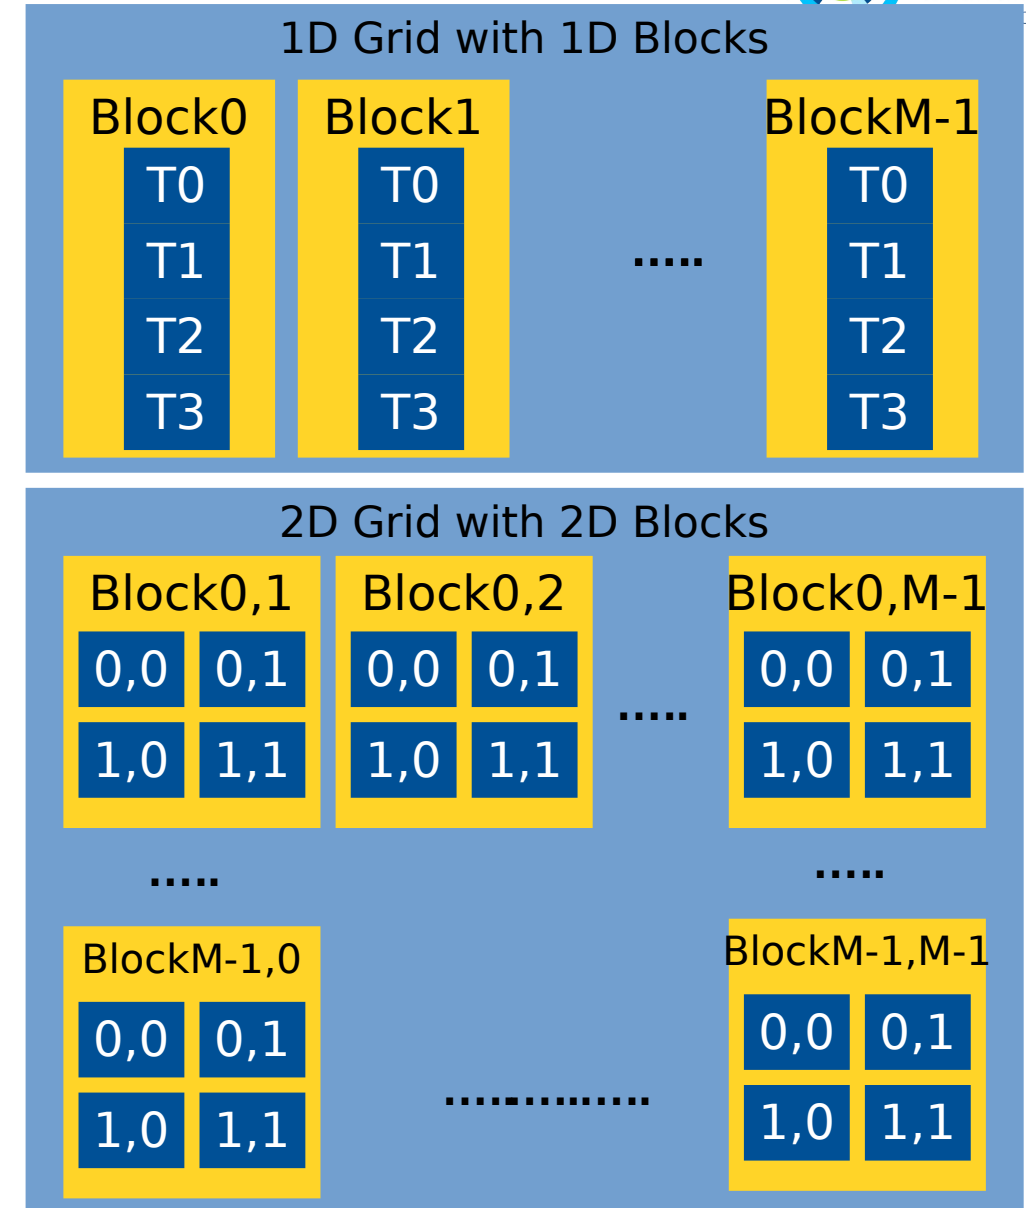 1D Grid with 1D Blocks
Block0 Block1 BlockM-1
T0 T0 T0
T1 T1 ..... T1
T2 T2 T2
T3 T3 T3
2D Grid with 2D Blocks
Block0,1 Block0,2 Block0,M-1
0,0 0,1 0,0 0,1 0,0 0,1
.....
1,0 1,1 1,0 1,1 1,0 1,1
..... .....
BlockM-1,0 BlockM-1,M-1
0,0 0,1 0,0 0,1
...............
1,0 1,1 1,0 1,1